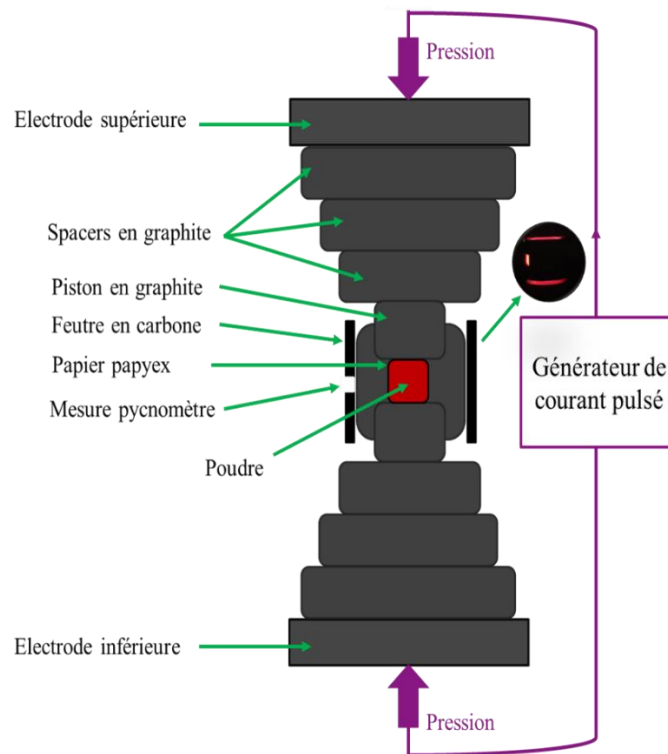 Pression
Electrode supérieure
Spacers en graphite
Piston en graphite
Feutre en carbone
Papier papyex
Mesure pycnomètre
Poudre
Générateur de
courant pulsé
Electrode inférieure
Pression